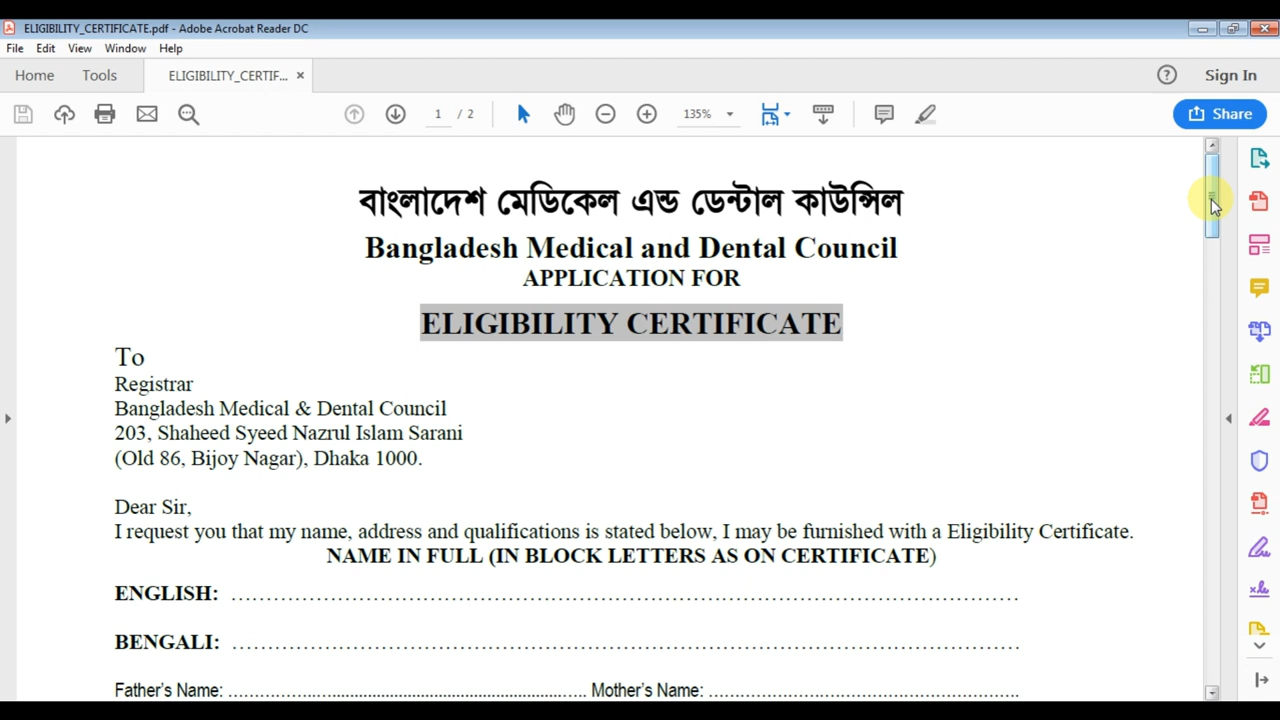 ELIGIBILITY_CERTIFICATE.pdf - Adobe Acrobat Reader DC
File Edit View Window Help
Home Tools ELIGIBILITY_CERTIF... × Sign In
1 / 2 135% Share
বাংলাদেশ মেডিকেল এন্ড ডেন্টাল কাউন্সিল
Bangladesh Medical and Dental Council
APPLICATION FOR
ELIGIBILITY CERTIFICATE
To
Registrar
Bangladesh Medical & Dental Council
203, Shaheed Syeed Nazrul Islam Sarani
(Old 86, Bijoy Nagar), Dhaka 1000.
Dear Sir,
I request you that my name, address and qualifications is stated below, I may be furnished with a Eligibility Certificate.
NAME IN FULL (IN BLOCK LETTERS AS ON CERTIFICATE)
ENGLISH: ........................................................................
BENGALI: ........................................................................
Father's Name: ................................................ Mother's Name: ................................................